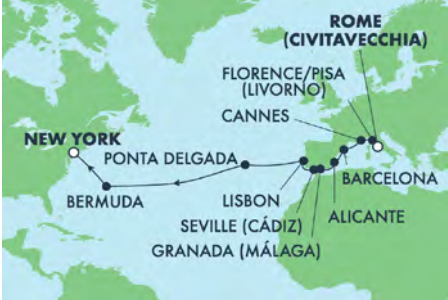 ROME
(CIVITAVECCHIA)
FLORENCE/PISA
(LIVORNO)
CANNES
NEW YORK
PONTA DELGADA
BERMUDA
LISBON
BARCELONA
SEVILLE (CÁDIZ)
ALICANTE
GRANADA (MÁLAGA)